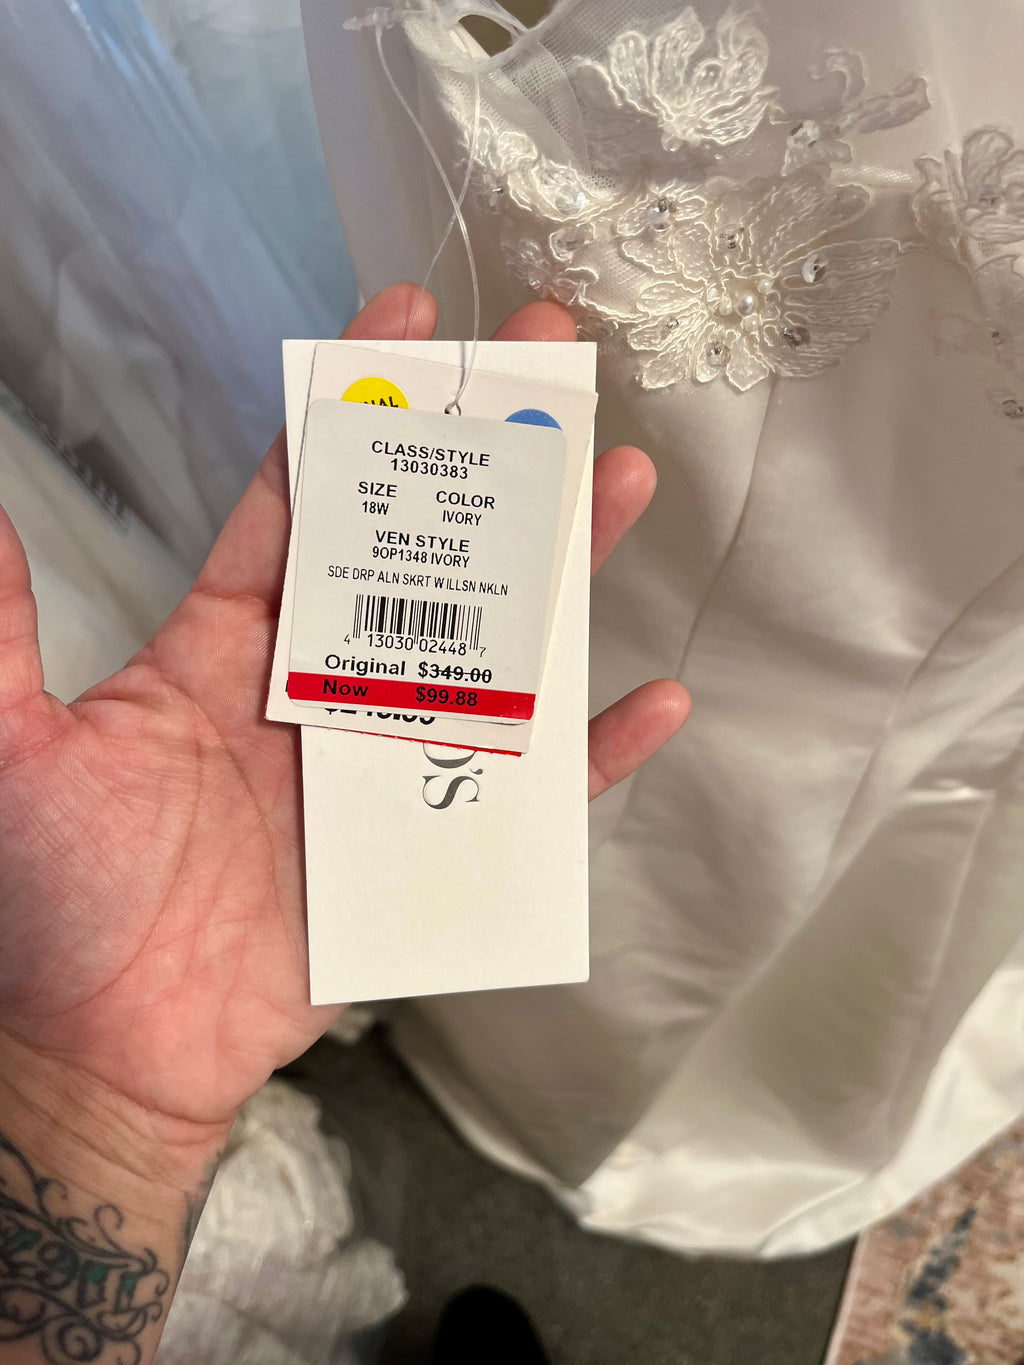 CLASS/STYLE
13030383
SIZE COLOR
18W IVORY
VEN STYLE
9OP1348 IVORY
SDE DRP ALN SKRT W ILLSN NKLN
4 13030 02448 7
Original $349.00
Now $99.88